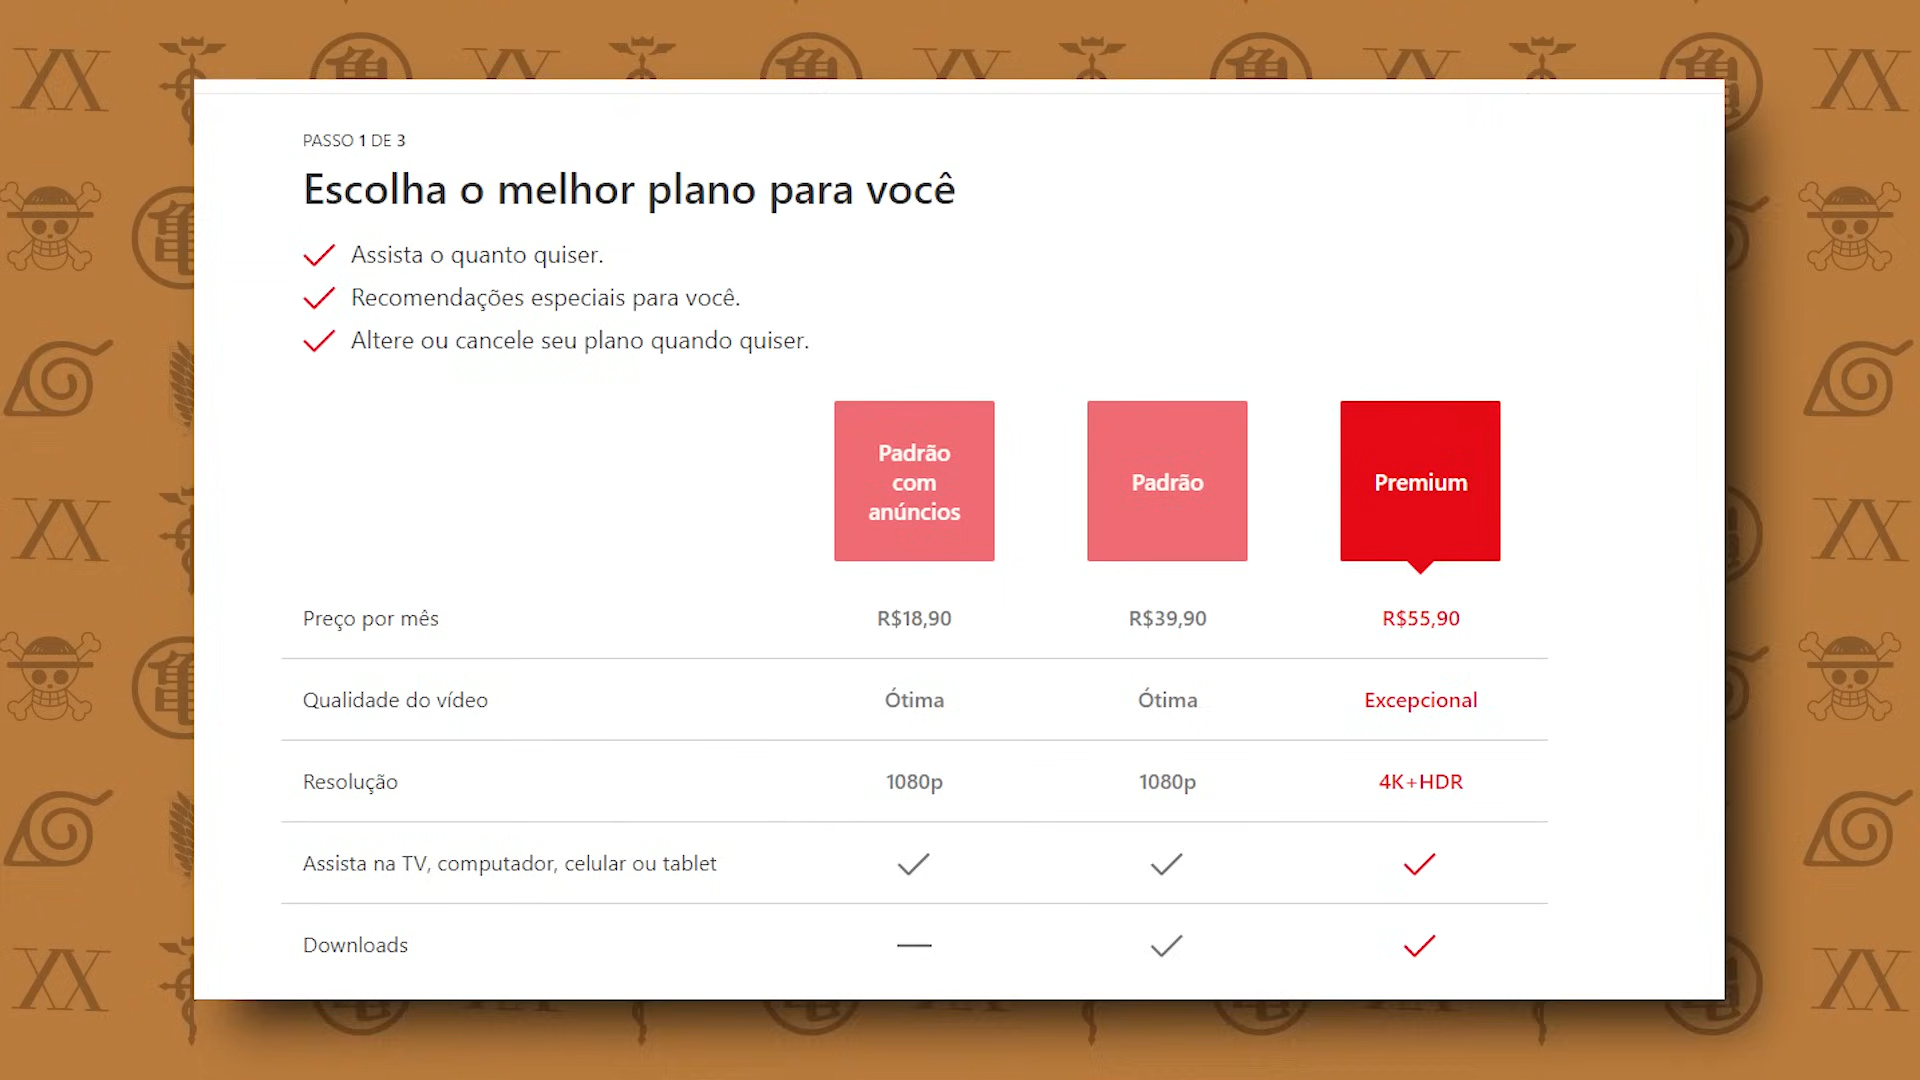 PASSO 1 DE 3
Escolha o melhor plano para você
Assista o quanto quiser.
Recomendações especiais para você.
Altere ou cancele seu plano quando quiser.
Padrão
com
anúncios
Padrão
Premium
Preço por mês R$18,90 R$39,90 R$55,90
Qualidade do vídeo Ótima Ótima Excepcional
Resolução 1080p 1080p 4K+HDR
Assista na TV, computador, celular ou tablet
Downloads